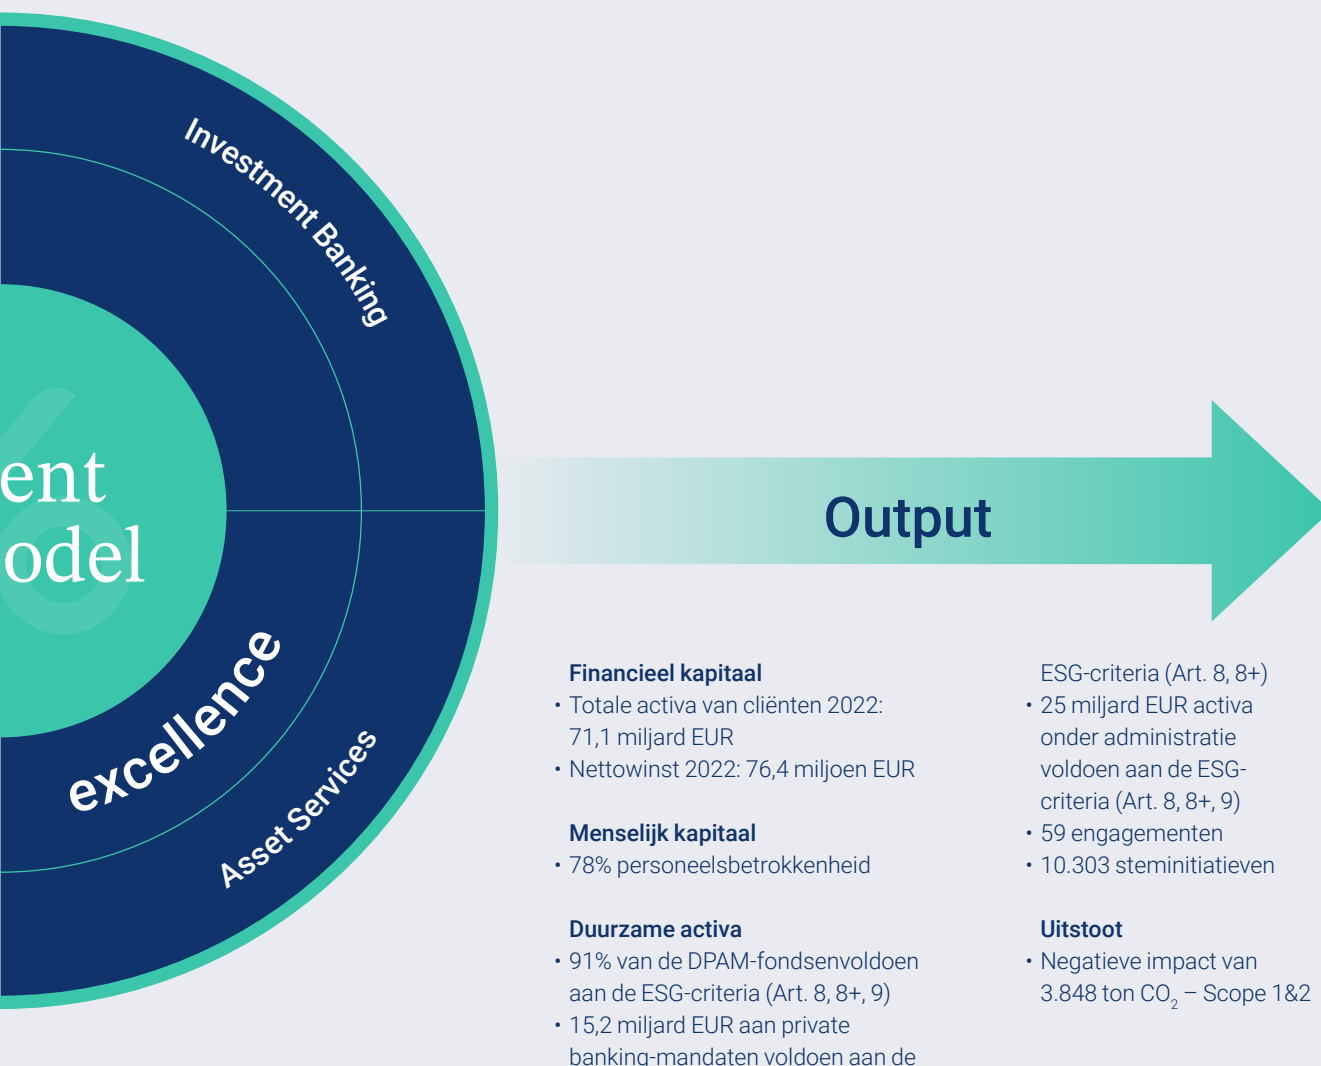 Investment Banking
ent
odel
excellence
Asset Services
Output
Financieel kapitaal
• Totale activa van cliënten 2022:
71,1 miljard EUR
• Nettowinst 2022: 76,4 miljoen EUR
Menselijk kapitaal
• 78% personeelsbetrokkenheid
Duurzame activa
• 91% van de DPAM-fondsenvoldoen
aan de ESG-criteria (Art. 8, 8+, 9)
• 15,2 miljard EUR aan private
banking-mandaten voldoen aan de
ESG-criteria (Art. 8, 8+)
• 25 miljard EUR activa
onder administratie
voldoen aan de ESG-
criteria (Art. 8, 8+, 9)
• 59 engagementen
• 10.303 steminitiatieven
Uitstoot
• Negatieve impact van
3.848 ton CO₂ – Scope 1&2